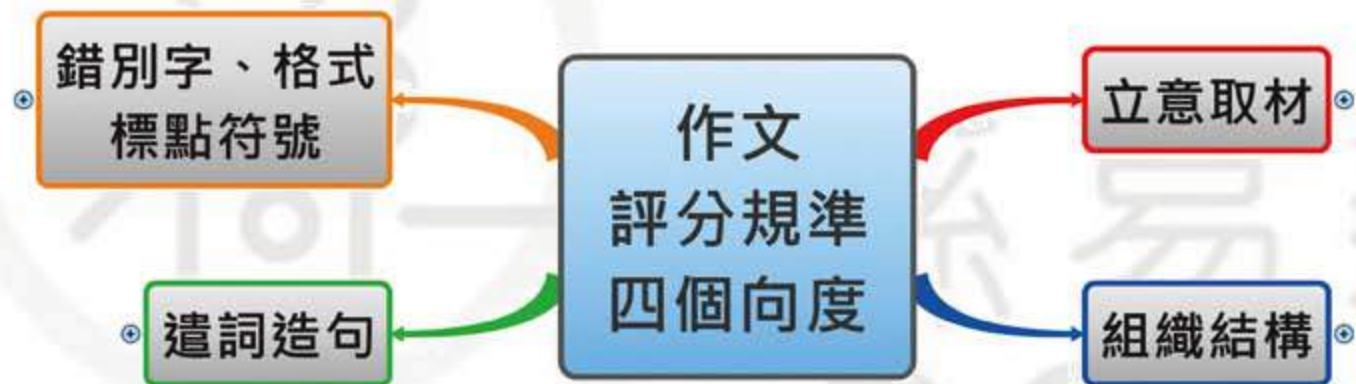 作文
評分規準
四個向度
立意取材
組織結構
遣詞造句
錯別字、格式
標點符號